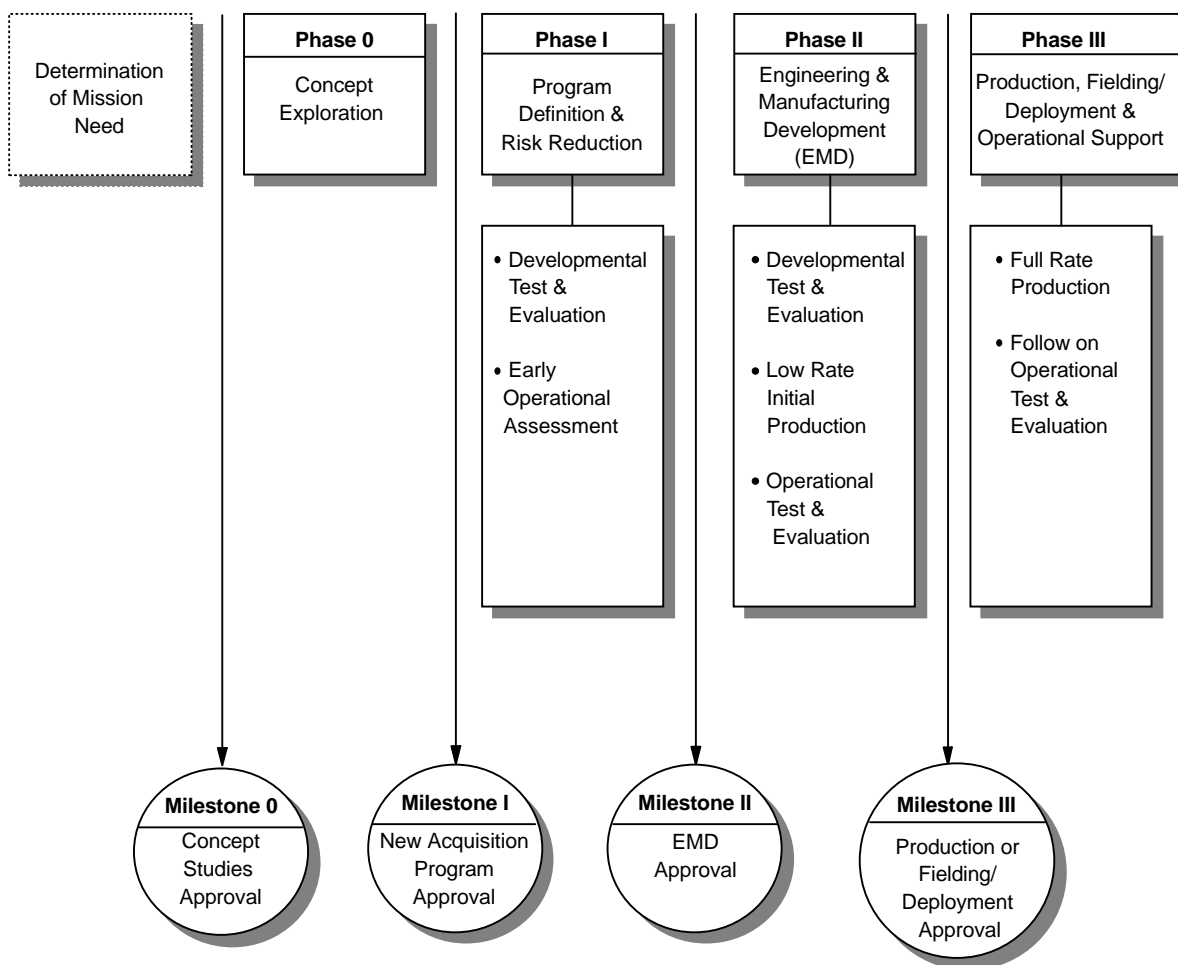 Determination
of Mission
Need
Phase 0
Concept
Exploration
Phase I
Program
Definition &
Risk Reduction
Phase II
Engineering &
Manufacturing
Development
(EMD)
Phase III
Production, Fielding/
Deployment &
Operational Support
• Developmental
Test &
Evaluation
• Early
Operational
Assessment
• Developmental
Test &
Evaluation
• Low Rate
Initial
Production
• Operational
Test &
Evaluation
• Full Rate
Production
• Follow on
Operational
Test &
Evaluation
Milestone 0
Concept
Studies
Approval
Milestone I
New Acquisition
Program
Approval
Milestone II
EMD
Approval
Milestone III
Production or
Fielding/
Deployment
Approval